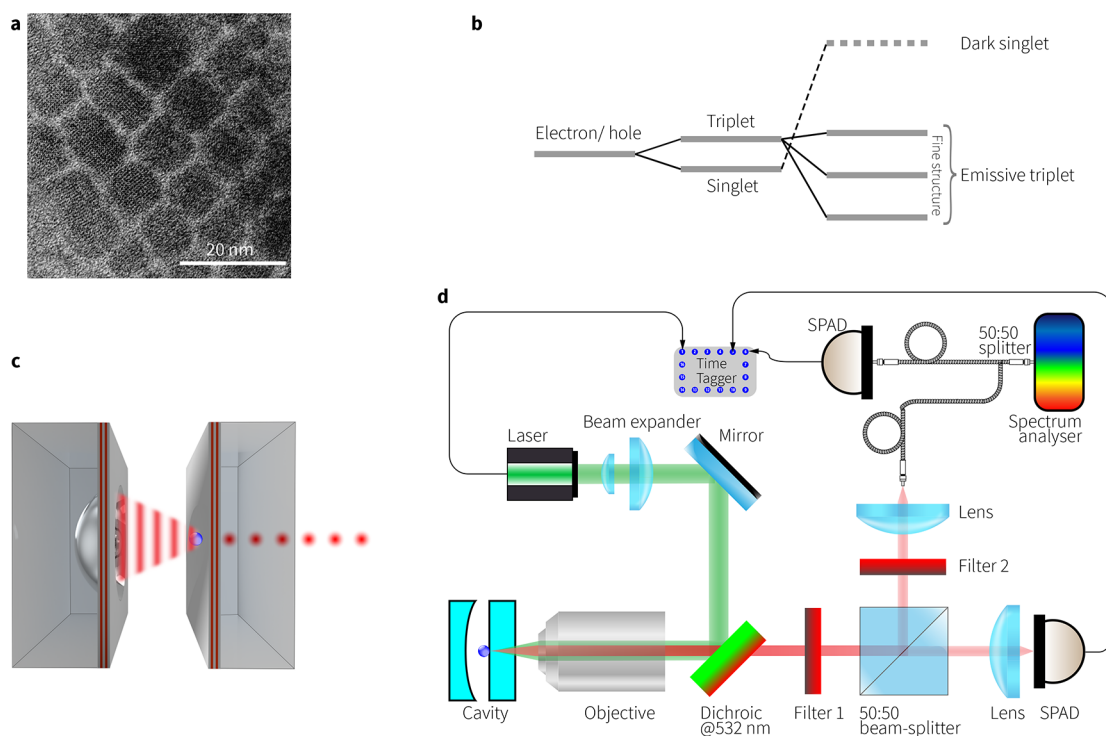 a
20 nm
b
Dark singlet
Electron/ hole
Triplet
Singlet
Fine structure
Emissive triplet
c
d
SPAD
50:50
splitter
Time
Tagger
Spectrum
analyser
Laser
Beam expander
Mirror
Lens
Filter 2
Cavity
Objective
Dichroic
@532 nm
Filter 1
50:50
beam-splitter
Lens
SPAD